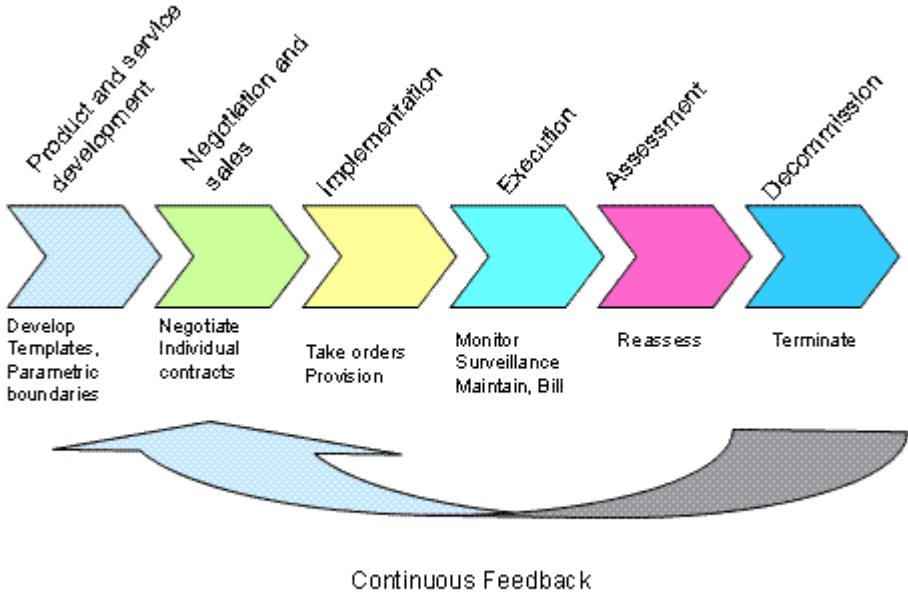 Product and service
development
Negotiation and
sales
Implementation
Execution
Assessment
Decommission
Develop
Templates,
Parametric
boundaries
Negotiate
Individual
contracts
Take orders
Provision
Monitor
Surveillance
Maintain, Bill
Reassess
Terminate
Continuous Feedback